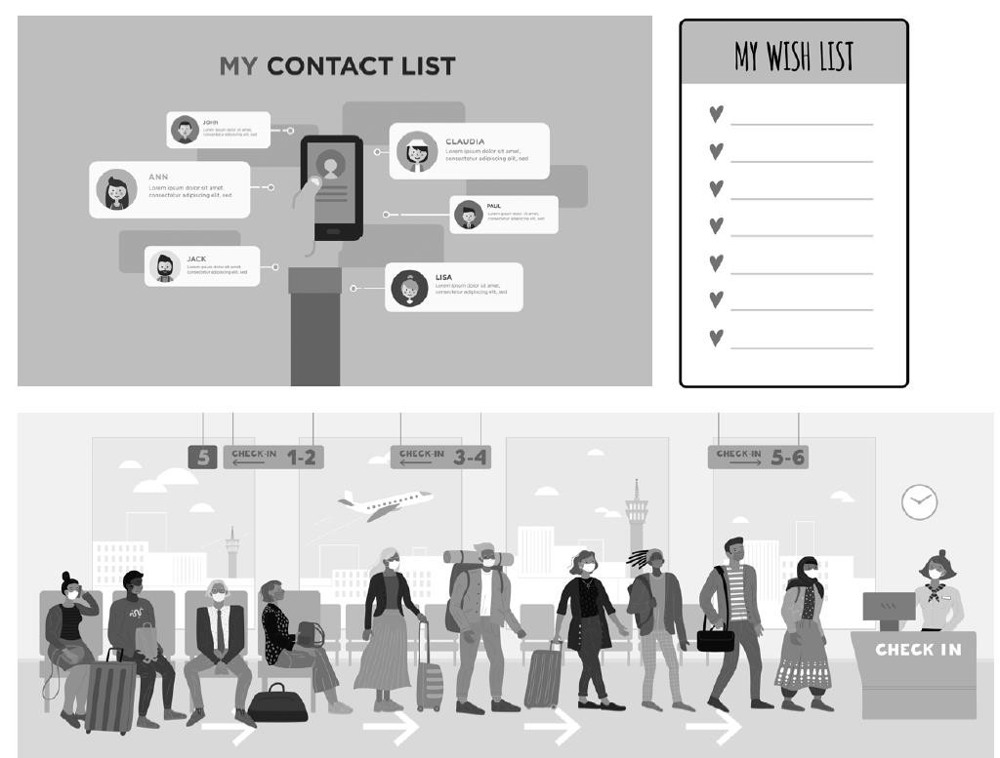 MY CONTACT LIST
JOHN
Lorem ipsum dolor sit amet,
consectetur adipiscing elit, sed
ANN
Lorem ipsum dolor sit amet,
consectetur adipiscing elit, sed
JACK
Lorem ipsum dolor sit amet,
consectetur adipiscing elit, sed
CLAUDIA
Lorem ipsum dolor sit amet,
consectetur adipiscing elit, sed
PAUL
Lorem ipsum dolor sit amet,
consectetur adipiscing elit, sed
LISA
Lorem ipsum dolor sit amet,
consectetur adipiscing elit, sed
MY WISH LIST
5
CHECK-IN 1-2
CHECK-IN 3-4
CHECK-IN 5-6
CHECK IN